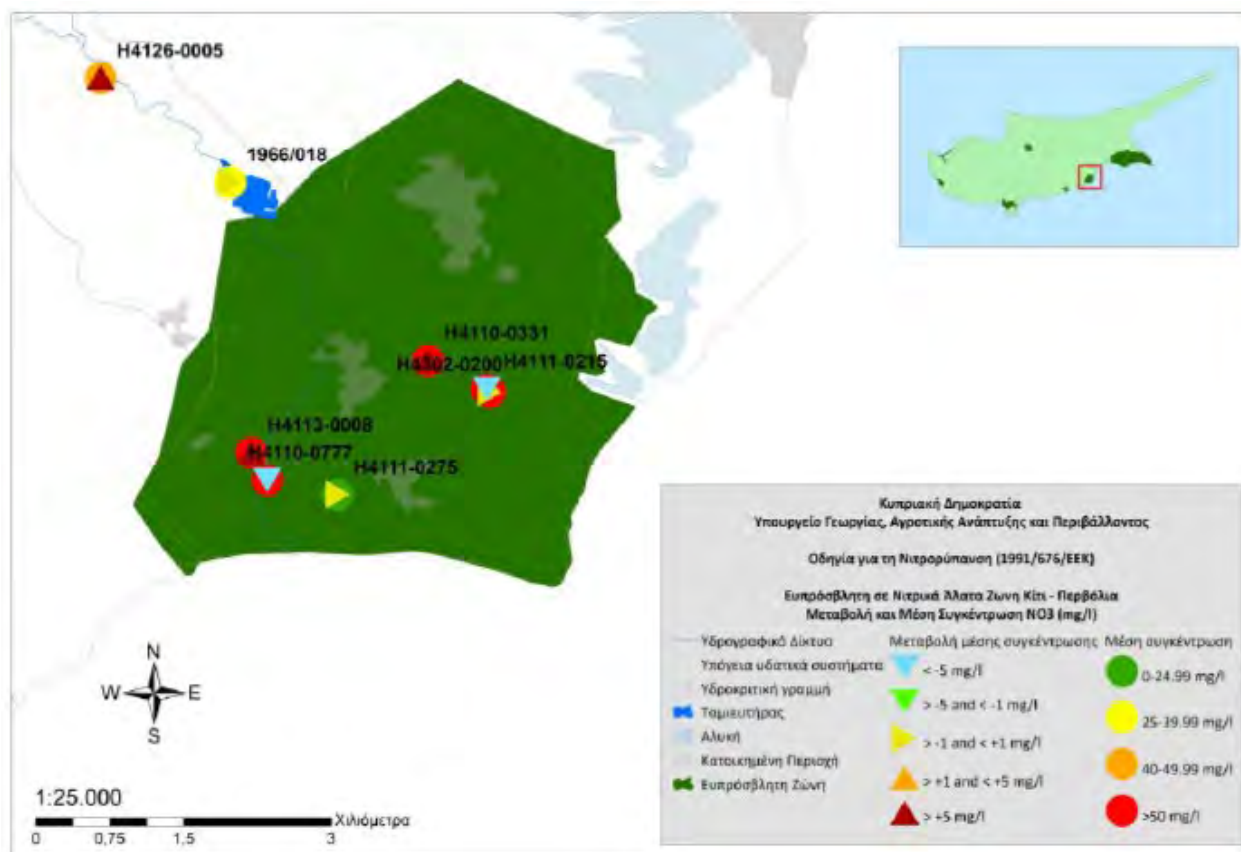 H4126-0005
1966/018
H4110-0331
H4302-0200
H4111-0215
H4113-0008
H4110-0777
H4111-0275
N
W
E
S
1:25.000
Χιλιόμετρα
0
0,75
1,5
3
Κυπριακή Δημοκρατία
Υπουργείο Γεωργίας, Αγροτικής Ανάπτυξης και Περιβάλλοντος
Οδηγία για τη Νιτρορύπανση (1991/676/ΕΕΚ)
Ευπρόσβλητη σε Νιτρικά Άλατα Ζωνη Κίτι - Περβόλια
Μεταβολή και Μέση Συγκέντρωση NO3 (mg/l)
Υδρογραφικό Δίκτυο
Υπόγεια υδατικά συστήματα
Υδροκριτική γραμμή
Ταμιευτήρας
Αλυκή
Κατοικημένη Περιοχή
Ευπρόσβλητη Ζώνη
Μεταβολή μέσης συγκέντρωσης
< -5 mg/l
> -5 and < -1 mg/l
> -1 and < +1 mg/l
> +1 and < +5 mg/l
> +5 mg/l
Μέση συγκέντρωση
0-24.99 mg/l
25-39.99 mg/l
40-49.99 mg/l
>50 mg/l